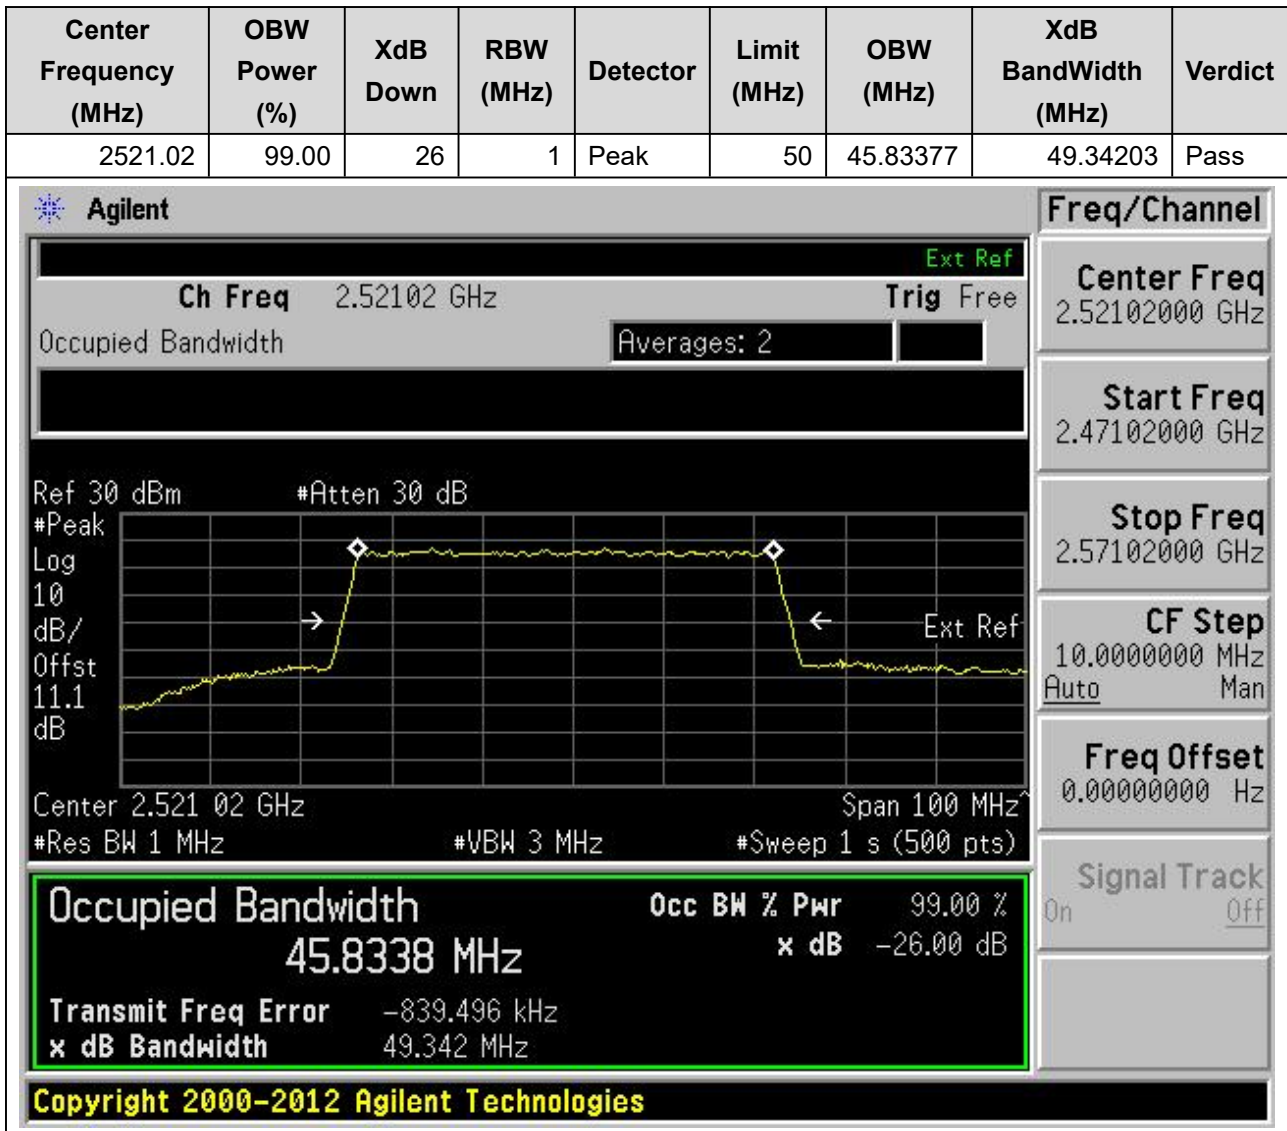 Center Frequency (MHz) OBW Power (%) XdB Down RBW (MHz) Detector Limit (MHz) OBW (MHz) XdB BandWidth (MHz) Verdict
2521.02 99.00 26 1 Peak 50 45.83377 49.34203 Pass
Agilent
Freq/Channel
Ext Ref
Ch Freq 2.52102 GHz Trig Free
Occupied Bandwidth Averages: 2
Center Freq
2.52102000 GHz
Start Freq
2.47102000 GHz
Stop Freq
2.57102000 GHz
CF Step
10.0000000 MHz
Auto Man
Freq Offset
0.00000000 Hz
Signal Track
On Off
Ref 30 dBm #Atten 30 dB
#Peak
Log
10
dB/
Offst
11.1
dB
Ext Ref
Center 2.521 02 GHz Span 100 MHz^
#Res BW 1 MHz #VBW 3 MHz #Sweep 1 s (500 pts)
Occupied Bandwidth Occ BW % Pwr 99.00 %
45.8338 MHz x dB -26.00 dB
Transmit Freq Error -839.496 kHz
x dB Bandwidth 49.342 MHz
Copyright 2000-2012 Agilent Technologies